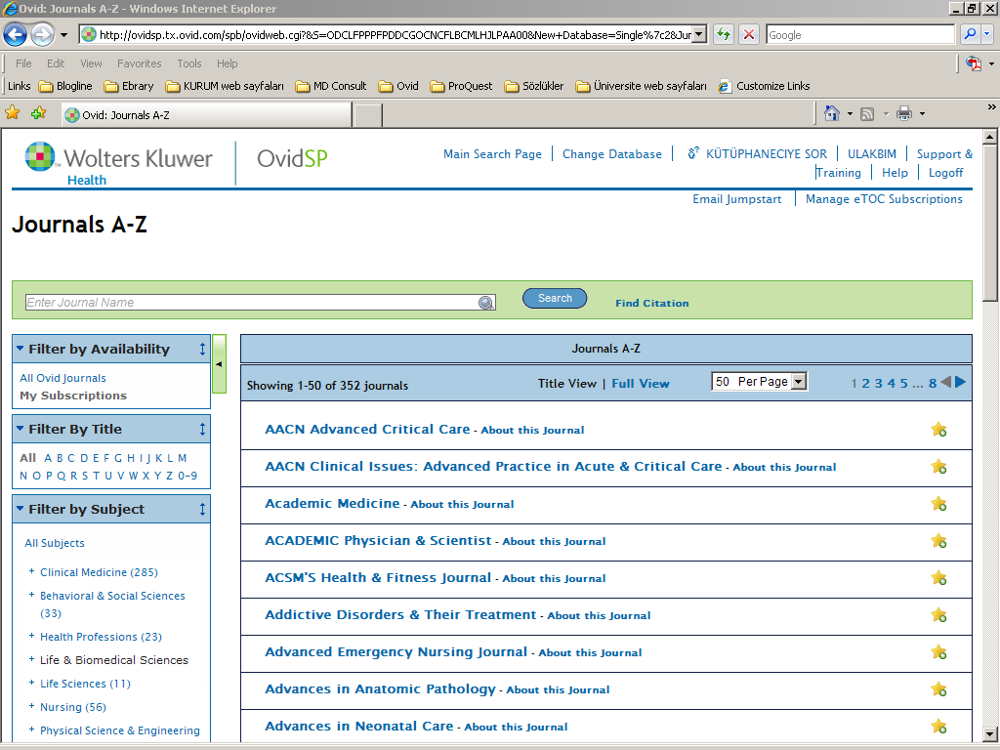 Ovid: Journals A-Z - Windows Internet Explorer
http://ovidsp.tx.ovid.com/spb/ovidweb.cgi?&S=ODCLFPPPFPDDCGOCNCFLBCMLHJLPAA00&New+Database=Single%7c2&Jur
Google
File Edit View Favorites Tools Help
Links Blogline Ebrary KURUM web sayfaları MD Consult Ovid ProQuest Sözlükler Üniversite web sayfaları Customize Links
Ovid: Journals A-Z
Wolters Kluwer
Health
OvidSP
Main Search Page Change Database KÜTÜPHANECIYE SOR ULAKBIM Support &
Training Help Logoff
Email Jumpstart Manage eTOC Subscriptions
Journals A-Z
Enter Journal Name
Search
Find Citation
Filter by Availability
All Ovid Journals
My Subscriptions
Filter By Title
All A B C D E F G H I J K L M
N O P Q R S T U V W X Y Z 0-9
Filter by Subject
All Subjects
+ Clinical Medicine (285)
+ Behavioral & Social Sciences
(33)
+ Health Professions (23)
+ Life & Biomedical Sciences
+ Life Sciences (11)
+ Nursing (56)
+ Physical Science & Engineering
Journals A-Z
Showing 1-50 of 352 journals
Title View | Full View
50 Per Page
1 2 3 4 5 ... 8
AACN Advanced Critical Care - About this Journal
AACN Clinical Issues: Advanced Practice in Acute & Critical Care - About this Journal
Academic Medicine - About this Journal
ACADEMIC Physician & Scientist - About this Journal
ACSM'S Health & Fitness Journal - About this Journal
Addictive Disorders & Their Treatment - About this Journal
Advanced Emergency Nursing Journal - About this Journal
Advances in Anatomic Pathology - About this Journal
Advances in Neonatal Care - About this Journal